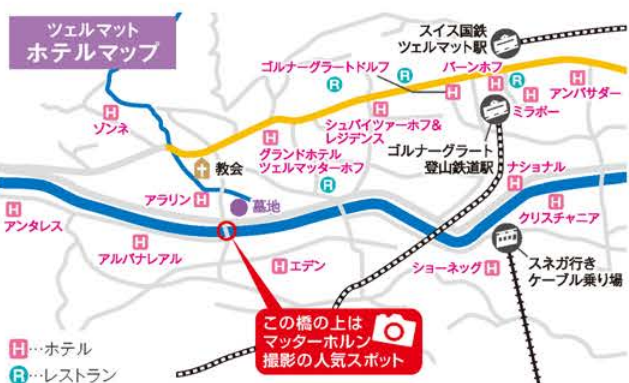 ツェルマット
ホテルマップ
スイス国鉄
ツェルマット駅
ゴルナーグラートドルフ
バーンホフ
R
R
H
H
H
アンバサダー
H
ゾンネ
H
シュバイツァーホフ&
レジデンス
H
ミラボー
H
グランドホテル
ツェルマッターホフ
ゴルナーグラート
登山鉄道駅
教会
R
ナショナル
H
アラリン H
墓地
H
クリスチャニア
H
アンタレス
H
アルバナレアル
H エデン
ショーネッグ H
スネガ行き
ケーブル乗り場
この橋の上は
マッターホルン
撮影の人気スポット
H…ホテル
R…レストラン